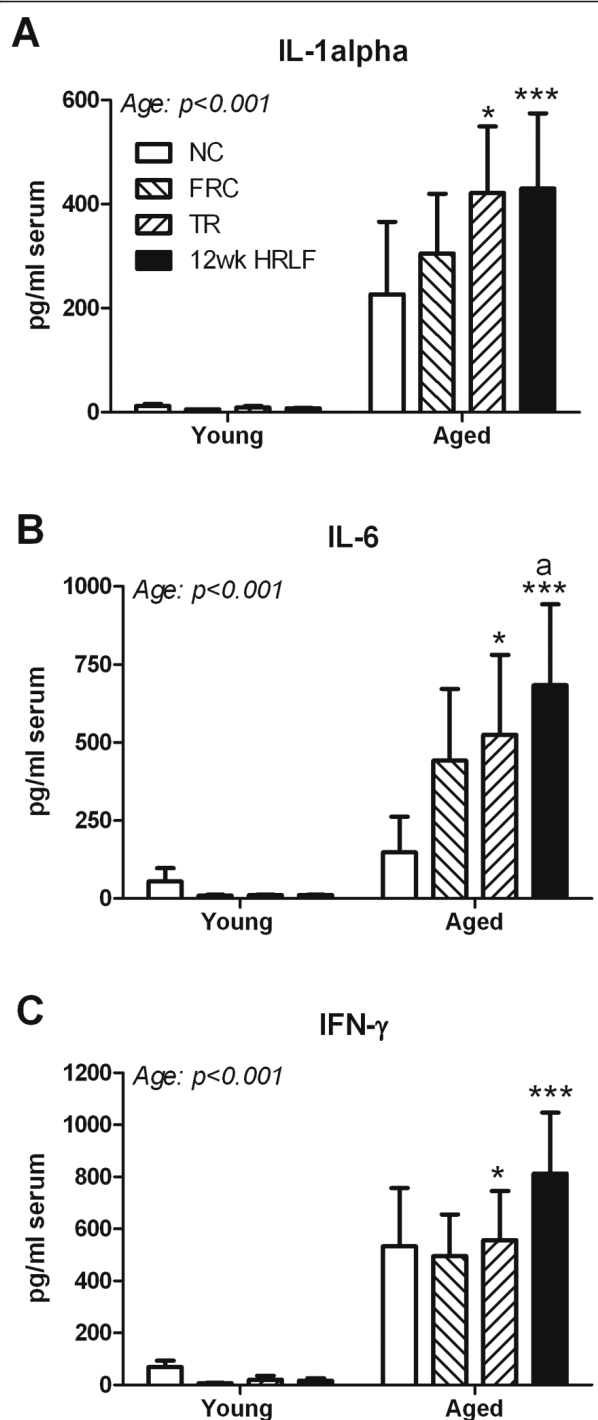 A
IL-1alpha
Age: p<0.001
NC
FRC
TR
12wk HRLF
pg/ml serum
600
400
200
0
* ***
Young Aged
B
IL-6
Age: p<0.001
pg/ml serum
1000
750
500
250
0
a
* ***
Young Aged
C
IFN-γ
Age: p<0.001
pg/ml serum
1200
1000
800
600
400
200
0
* ***
Young Aged